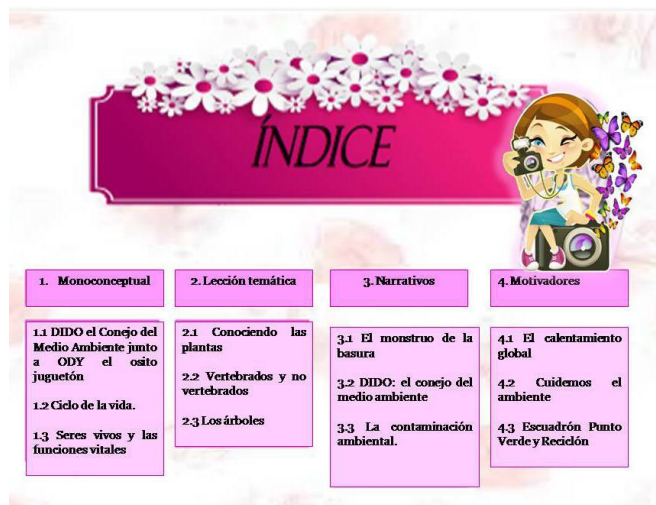 ÍNDICE
1. Monoconceptual
1.1 DIDO el Conejo del
Medio Ambiente junto
a ODY el osito
juguetón
1.2 Ciclo de la vida.
1.3 Seres vivos y las
funciones vitales
2. Lección temática
2.1 Conociendo las
plantas
2.2 Vertebrados y no
vertebrados
2.3 Los árboles
3. Narrativos
3.1 El monstruo de la
basura
3.2 DIDO: el conejo del
medio ambiente
3.3 La contaminación
ambiental.
4. Motivadores
4.1 El calentamiento
global
4.2 Cuidemos el
ambiente
4.3 Escuadrón Punto
Verde y Reciclón